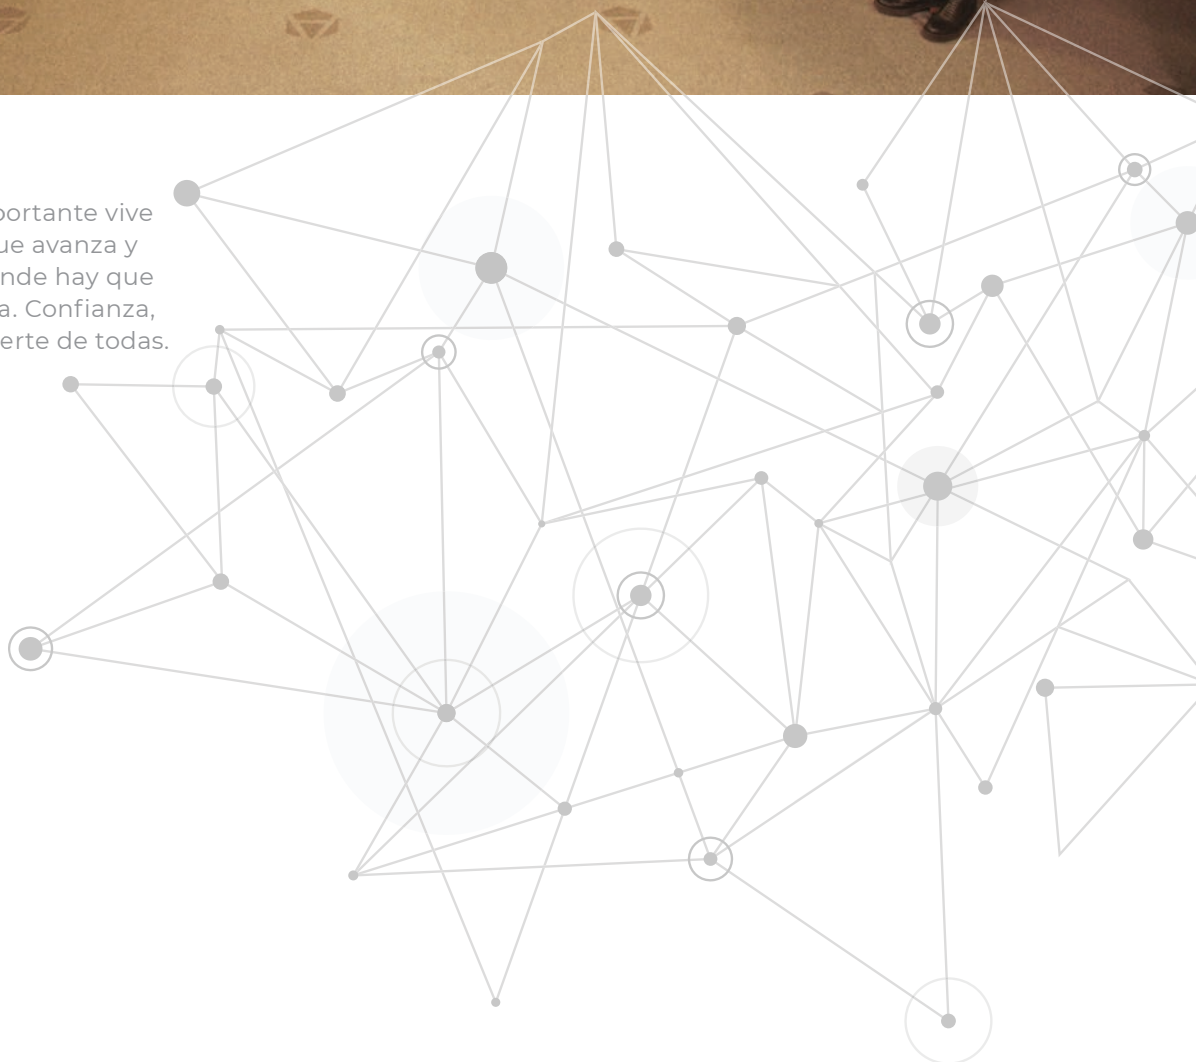 portante vive
ue avanza y
nde hay que
a. Confianza,
erte de todas.